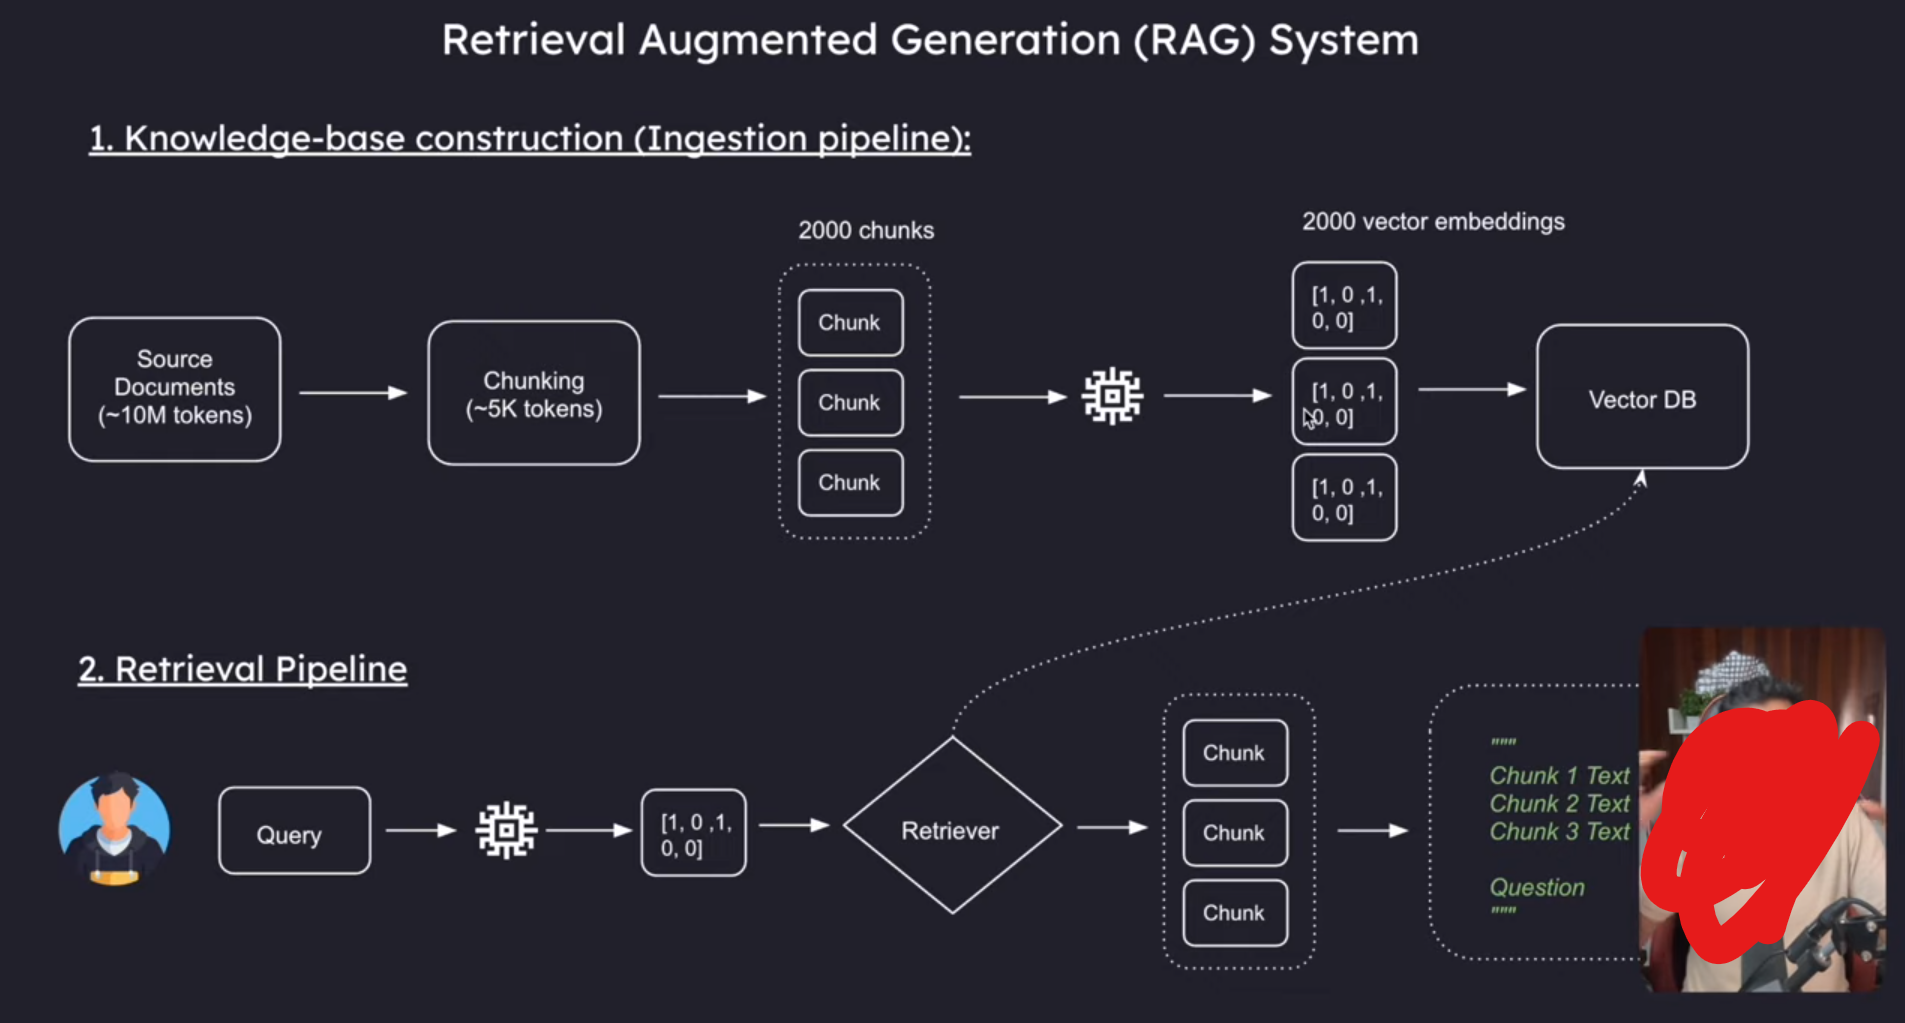 Retrieval Augmented Generation (RAG) System
1. Knowledge-base construction (Ingestion pipeline):
2000 chunks
2000 vector embeddings
Source
Documents
(~10M tokens)
Chunking
(~5K tokens)
Chunk
Chunk
Chunk
[1, 0 ,1,
0, 0]
[1, 0 ,1,
0, 0]
[1, 0 ,1,
0, 0]
Vector DB
2. Retrieval Pipeline
Query
[1, 0 ,1,
0, 0]
Retriever
Chunk
Chunk
Chunk
"""
Chunk 1 Text
Chunk 2 Text
Chunk 3 Text
Question
"""